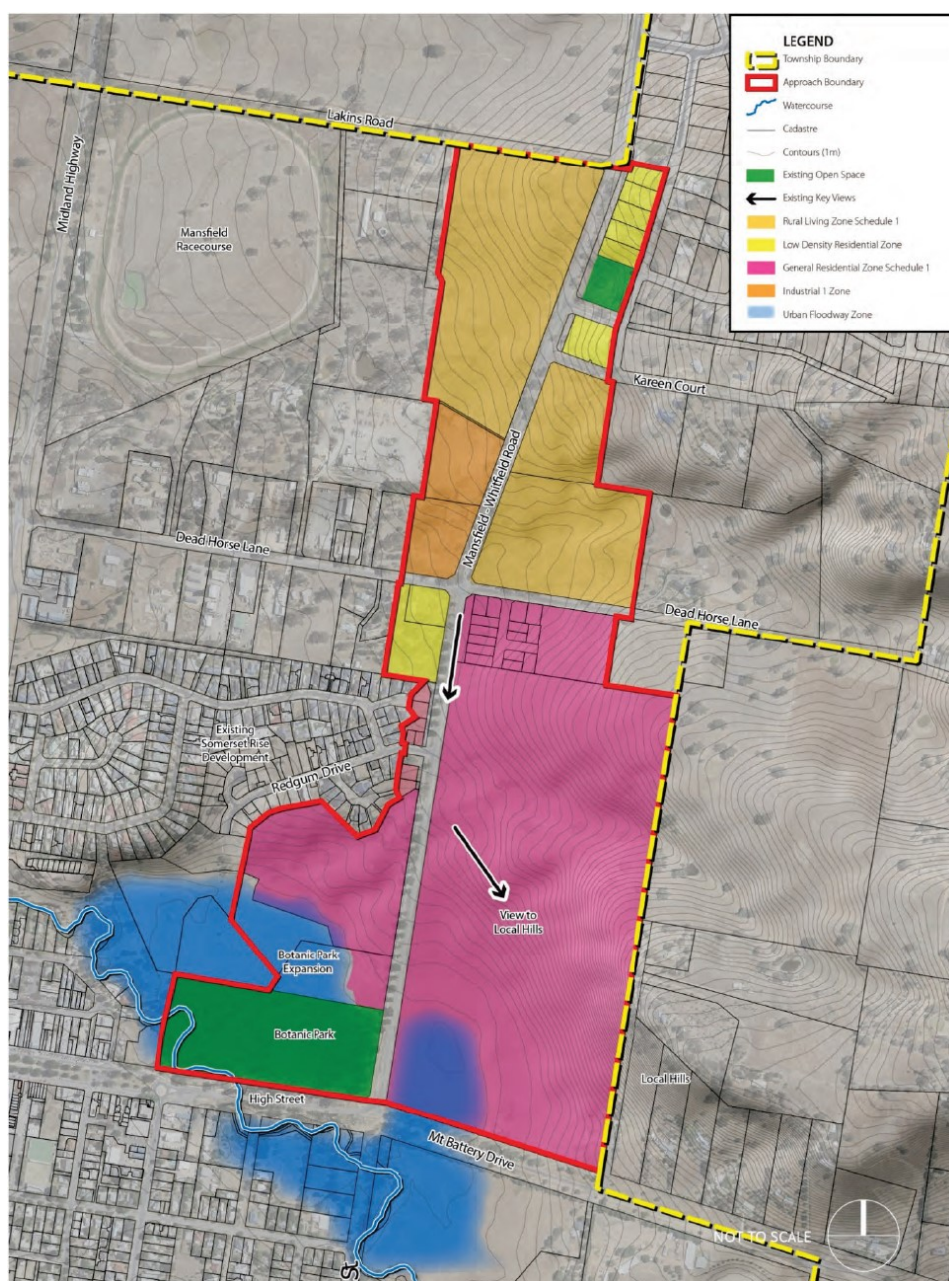 LEGEND
Township Boundary
Approach Boundary
Watercourse
Cadastre
Contours (1m)
Existing Open Space
Existing Key Views
Rural Living Zone Schedule 1
Low Density Residential Zone
General Residential Zone Schedule 1
Industrial 1 Zone
Urban Floodway Zone
Lakins Road
Midland Highway
Mansfield
Racecourse
Kareen Court
Mansfield - Whitfield Road
Dead Horse Lane
Dead Horse Lane
Existing
Somerset Rise
Development
Redgum Drive
View to
Local Hills
Botanic Park
Expansion
Botanic Park
Local Hills
High Street
Mt Battery Drive
NOT TO SCALE